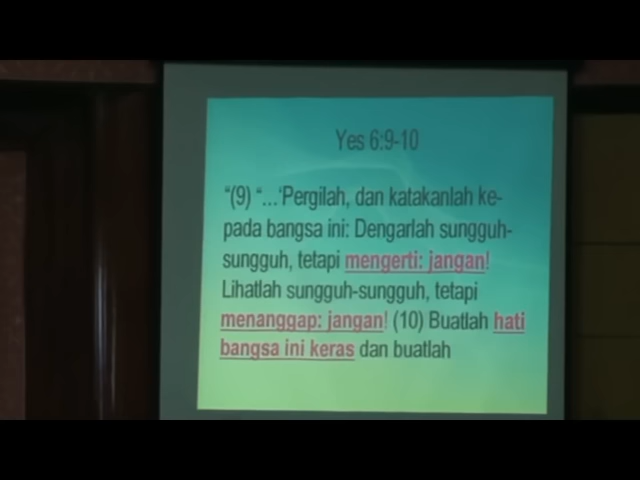 Yes 6:9-10
“(9) “...‘Pergilah, dan katakanlah ke-
pada bangsa ini: Dengarlah sungguh-
sungguh, tetapi mengerti: jangan!
Lihatlah sungguh-sungguh, tetapi
menanggap: jangan! (10) Buatlah hati
bangsa ini keras dan buatlah